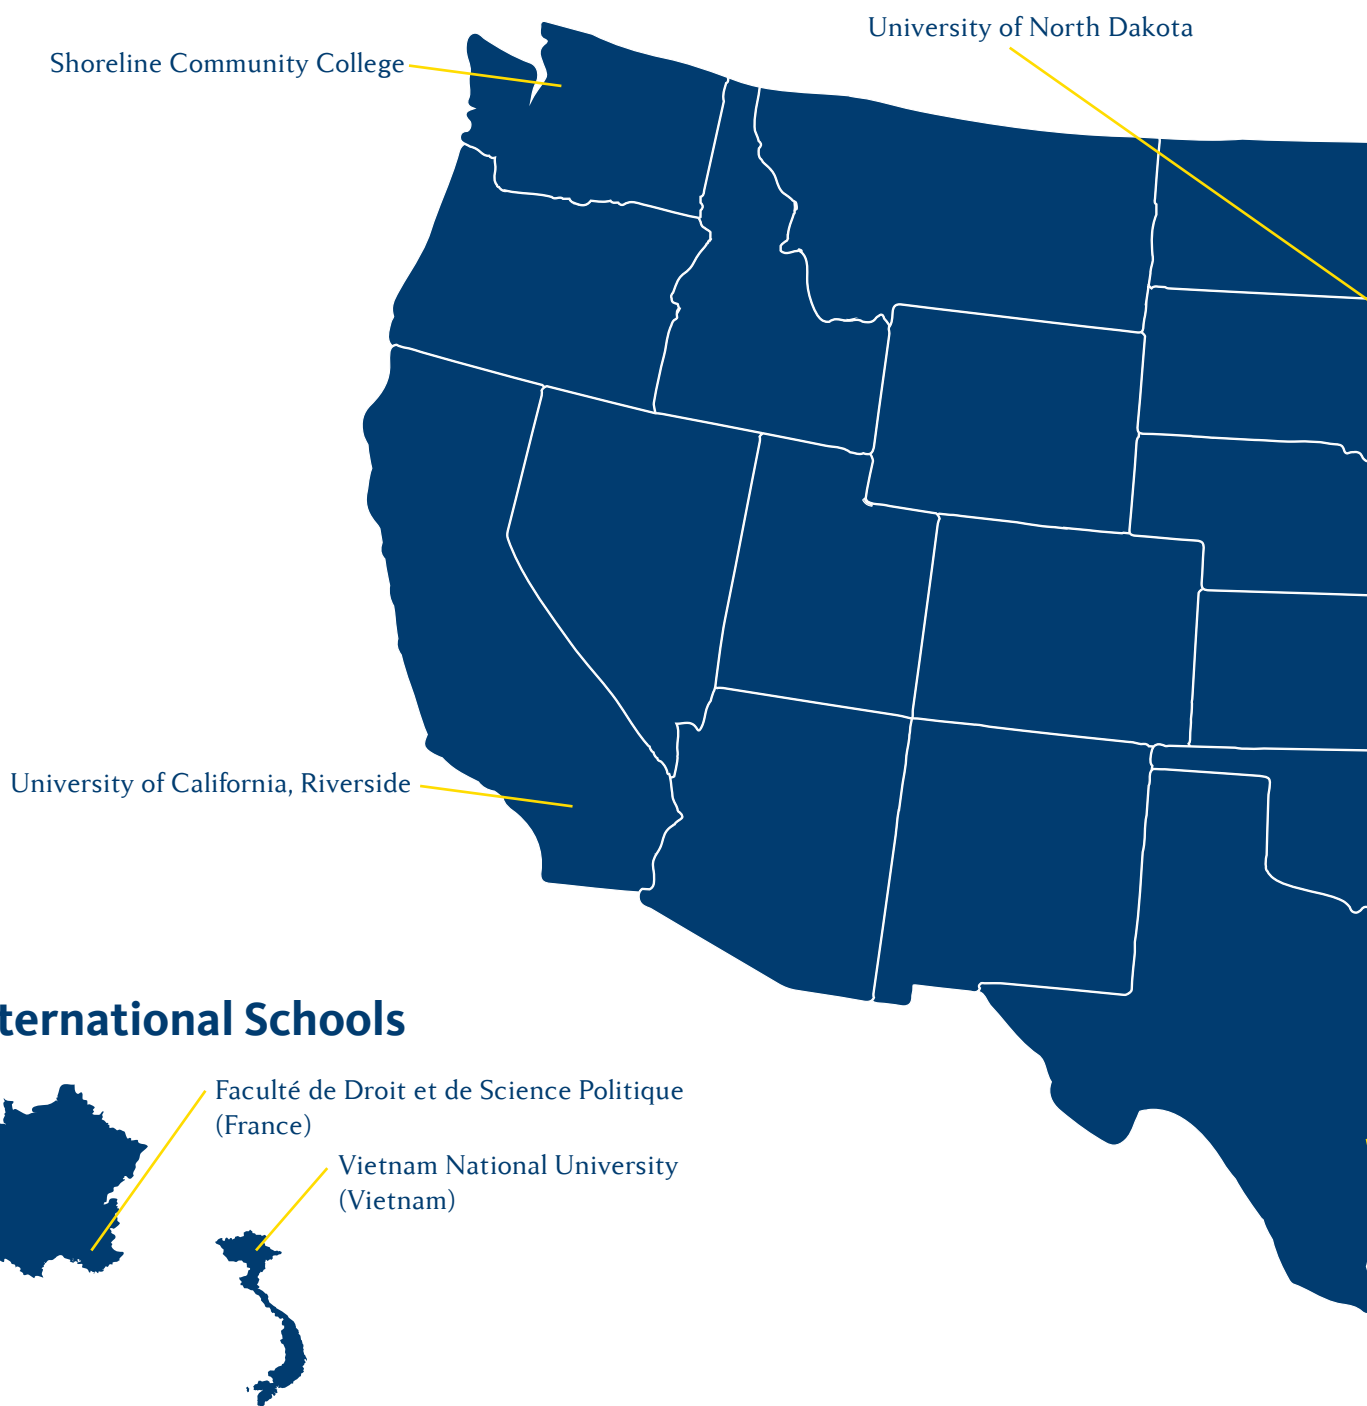 University of North Dakota
Shoreline Community College
University of California, Riverside
ternational Schools
Faculté de Droit et de Science Politique
(France)
Vietnam National University
(Vietnam)